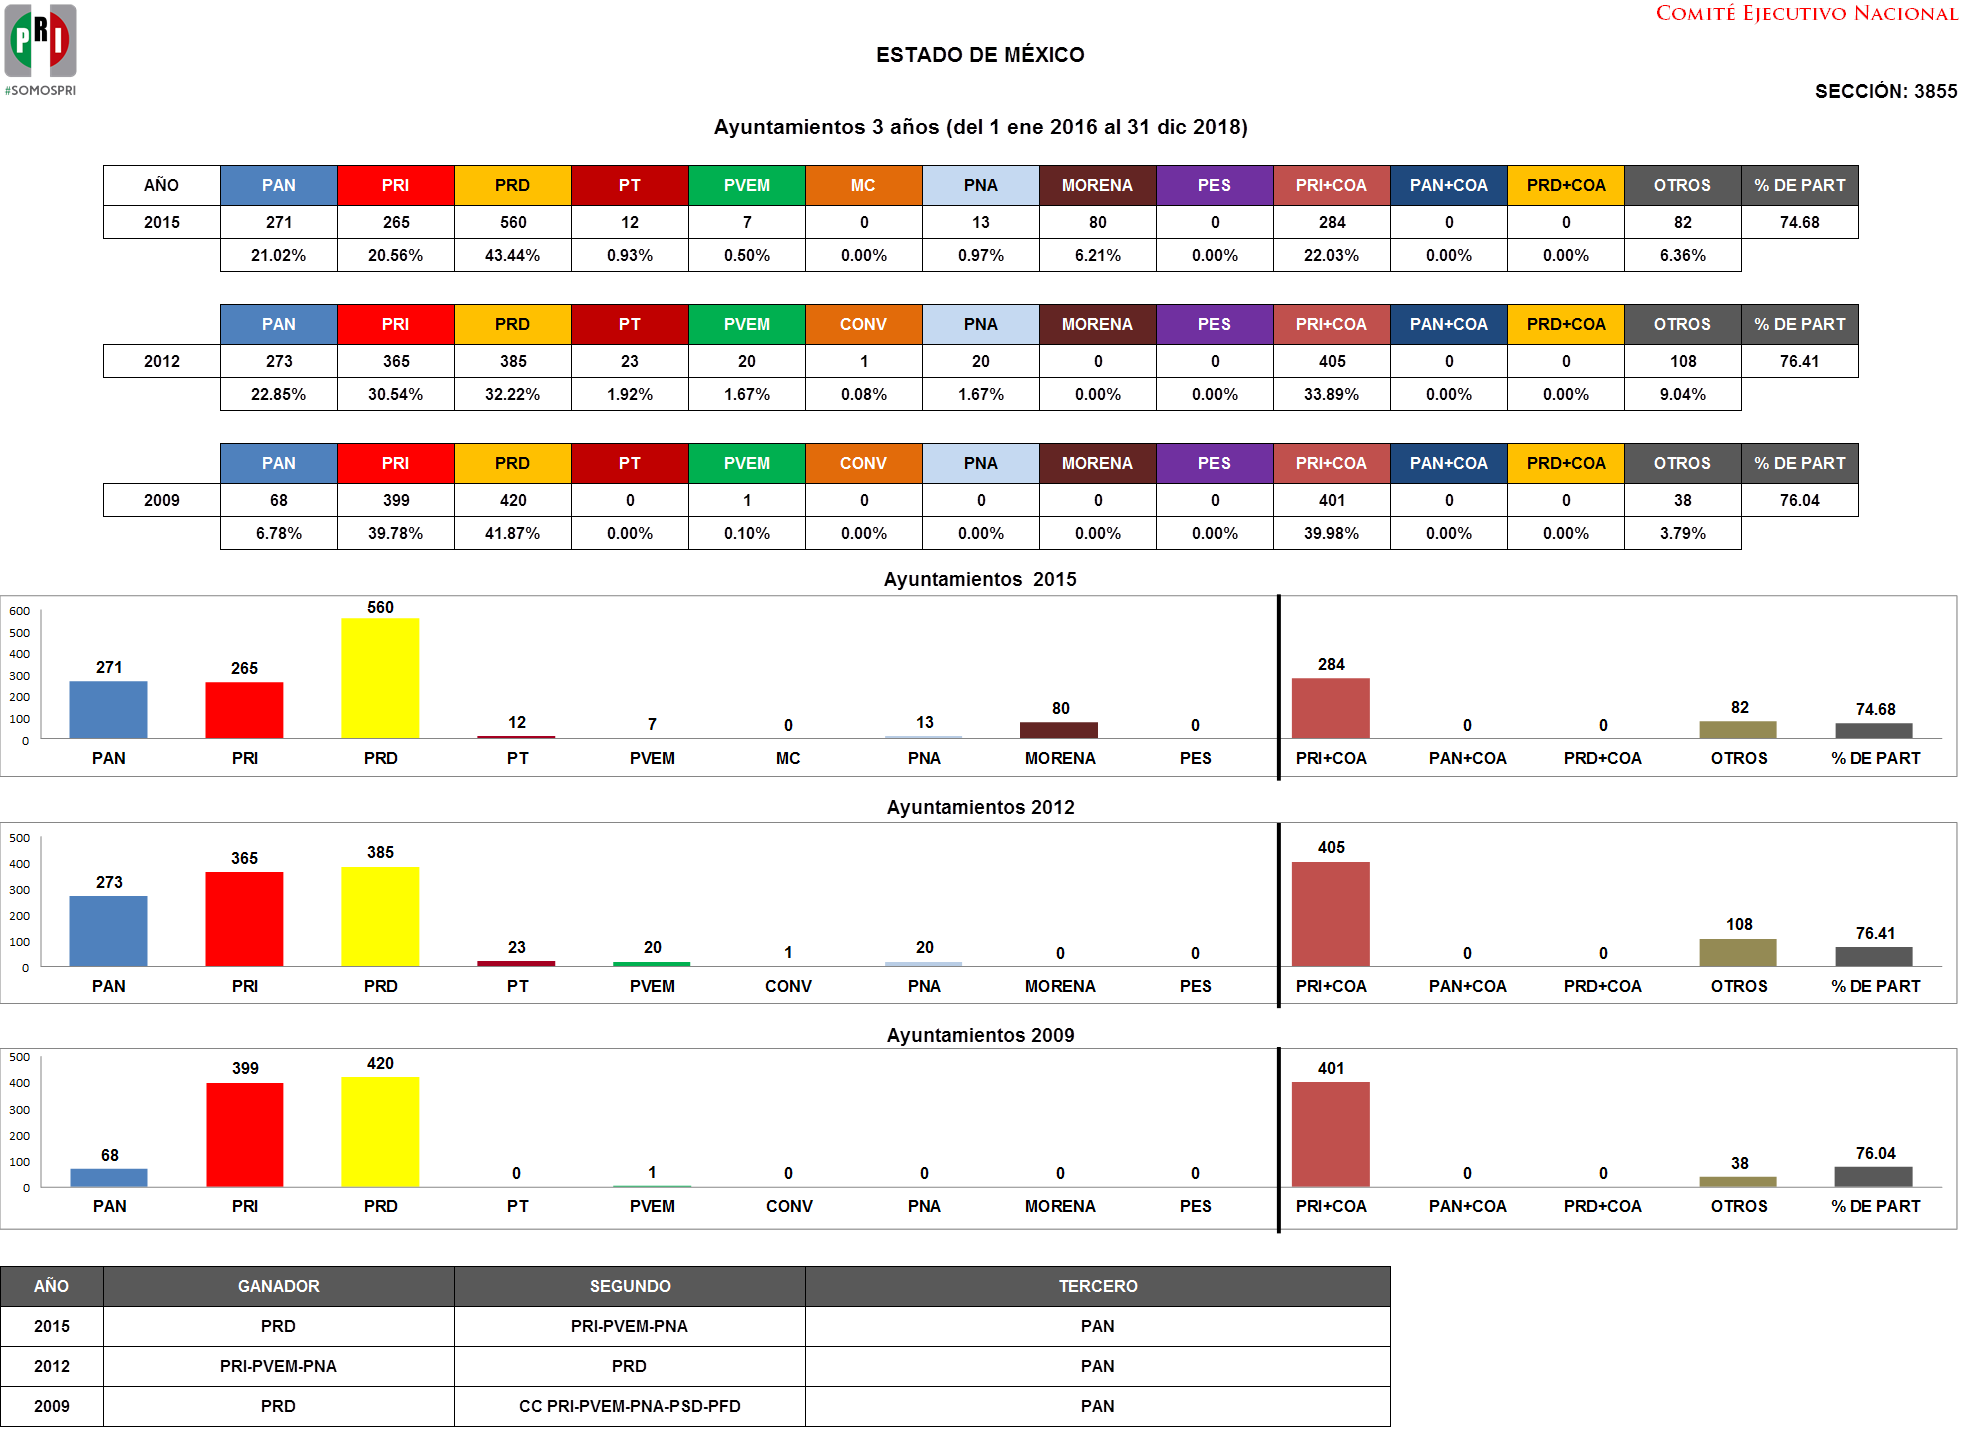 PRI
#SOMOSPRI
COMITÉ EJECUTIVO NACIONAL
ESTADO DE MÉXICO
SECCIÓN: 3855
Ayuntamientos 3 años (del 1 ene 2016 al 31 dic 2018)
AÑO PAN PRI PRD PT PVEM MC PNA MORENA PES PRI+COA PAN+COA PRD+COA OTROS % DE PART
2015 271 265 560 12 7 0 13 80 0 284 0 0 82 74.68
21.02% 20.56% 43.44% 0.93% 0.50% 0.00% 0.97% 6.21% 0.00% 22.03% 0.00% 0.00% 6.36%
PAN PRI PRD PT PVEM CONV PNA MORENA PES PRI+COA PAN+COA PRD+COA OTROS % DE PART
2012 273 365 385 23 20 1 20 0 0 405 0 0 108 76.41
22.85% 30.54% 32.22% 1.92% 1.67% 0.08% 1.67% 0.00% 0.00% 33.89% 0.00% 0.00% 9.04%
PAN PRI PRD PT PVEM CONV PNA MORENA PES PRI+COA PAN+COA PRD+COA OTROS % DE PART
2009 68 399 420 0 1 0 0 0 0 401 0 0 38 76.04
6.78% 39.78% 41.87% 0.00% 0.10% 0.00% 0.00% 0.00% 0.00% 39.98% 0.00% 0.00% 3.79%
Ayuntamientos 2015
600
500
400
300
200
100
0
271 265 560 12 7 0 13 80 0 284 0 0 82 74.68
PAN PRI PRD PT PVEM MC PNA MORENA PES PRI+COA PAN+COA PRD+COA OTROS % DE PART
Ayuntamientos 2012
500
400
300
200
100
0
273 365 385 23 20 1 20 0 0 405 0 0 108 76.41
PAN PRI PRD PT PVEM CONV PNA MORENA PES PRI+COA PAN+COA PRD+COA OTROS % DE PART
Ayuntamientos 2009
500
400
300
200
100
0
68 399 420 0 1 0 0 0 0 401 0 0 38 76.04
PAN PRI PRD PT PVEM CONV PNA MORENA PES PRI+COA PAN+COA PRD+COA OTROS % DE PART
AÑO GANADOR SEGUNDO TERCERO
2015 PRD PRI-PVEM-PNA PAN
2012 PRI-PVEM-PNA PRD PAN
2009 PRD CC PRI-PVEM-PNA-PSD-PFD PAN